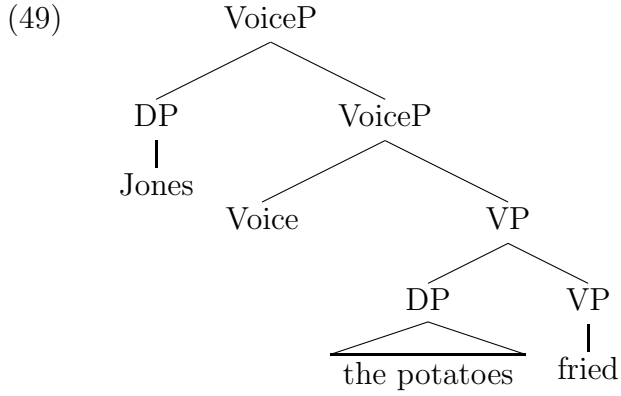 (49) VoiceP
DP VoiceP
Jones
Voice VP
DP VP
the potatoes fried